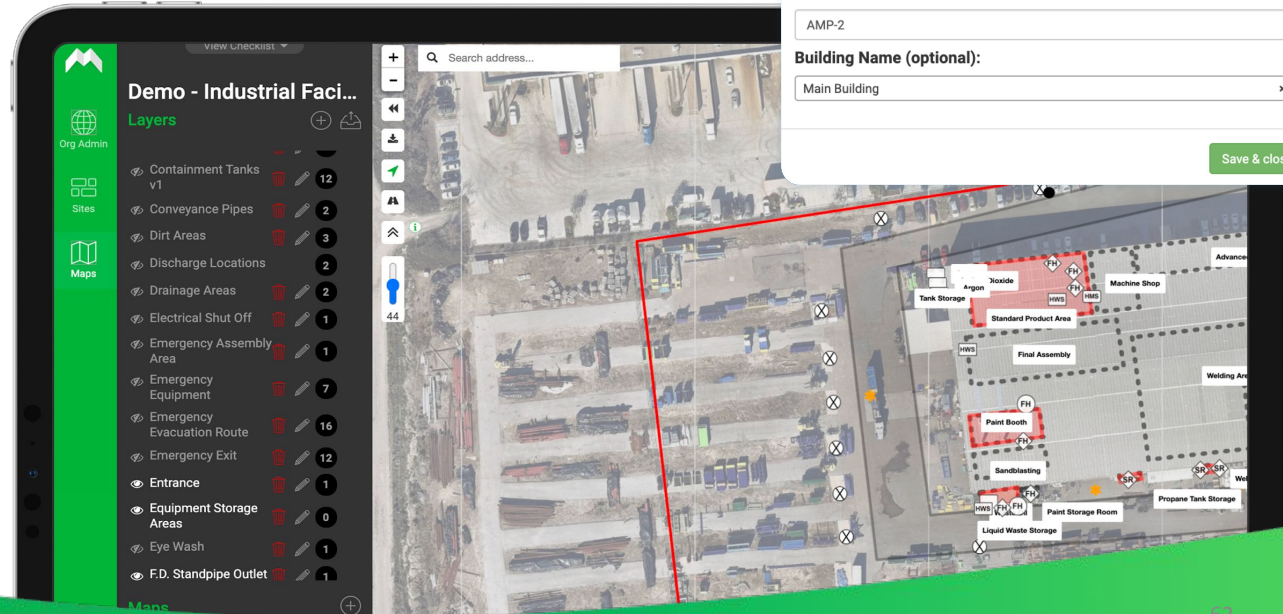 AMP-2
Building Name (optional):
Main Building
×
Save & clos
View Checklist
Demo - Industrial Faci...
Layers
Org Admin
Sites
Maps
Containment Tanks
v1
12
Conveyance Pipes
2
Dirt Areas
3
Discharge Locations
2
Drainage Areas
2
Electrical Shut Off
1
Emergency Assembly
Area
1
Emergency
Equipment
7
Emergency
Evacuation Route
16
Emergency Exit
12
Entrance
1
Equipment Storage
Areas
0
Eye Wash
1
F.D. Standpipe Outlet
1
Maps
Search address...
44
Advance
Dioxide
Argon
Tank Storage
FH
FH
FH
HWS
HMS
Machine Shop
Standard Product Area
HWS
Final Assembly
Welding Are
FH
Paint Booth
FH
Sandblasting
SR
SR
SR
Wel
Propane Tank Storage
HWS
FH
FH
FH
Paint Storage Room
Liquid Waste Storage